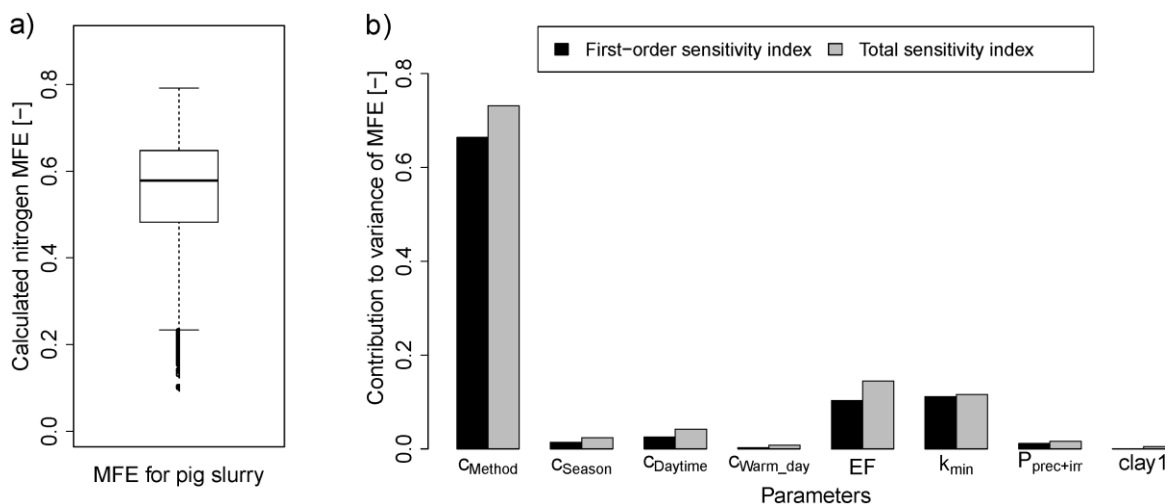 a)
Calculated nitrogen MFE [-]
0.8
0.6
0.4
0.2
0.0
MFE for pig slurry
b)
First-order sensitivity index
Total sensitivity index
Contribution to variance of MFE [-]
0.8
0.6
0.4
0.2
0.0
cMethod
cSeason
cDaytime
cWarm_day
EF
kmin
Pprec+irr
clay1
Parameters